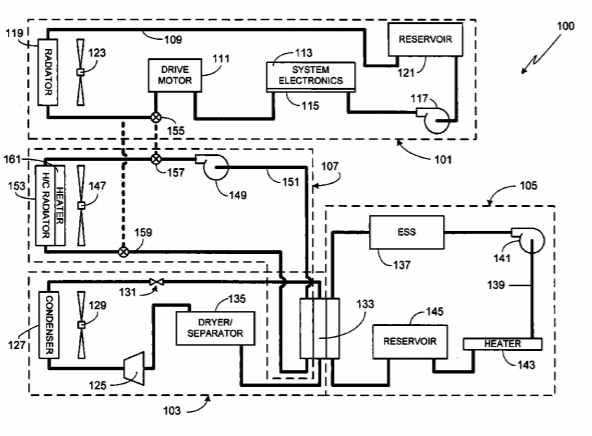 100
119
RADIATOR
123
109
111
DRIVE
MOTOR
113
SYSTEM
ELECTRONICS
115
RESERVOIR
121
117
155
101
161
153
HEATER
H/C RADIATOR
147
157
149
151
107
159
105
ESS
137
141
139
131
135
DRYER/
SEPARATOR
133
145
RESERVOIR
HEATER
143
127
CONDENSER
129
125
103